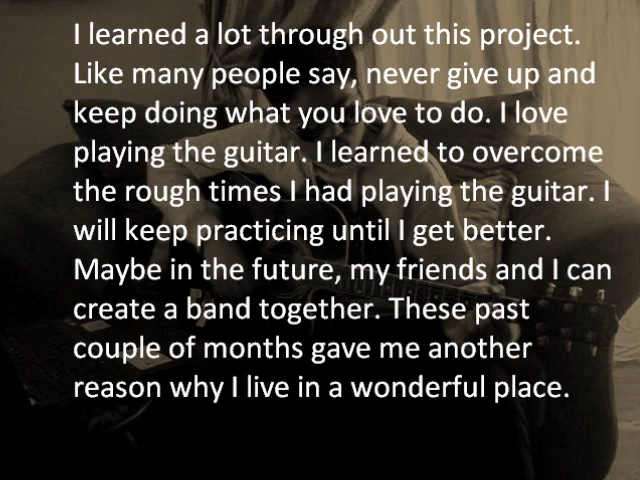 I learned a lot through out this project.
Like many people say, never give up and
keep doing what you love to do. I love
playing the guitar. I learned to overcome
the rough times I had playing the guitar. I
will keep practicing until I get better.
Maybe in the future, my friends and I can
create a band together. These past
couple of months gave me another
reason why I live in a wonderful place.